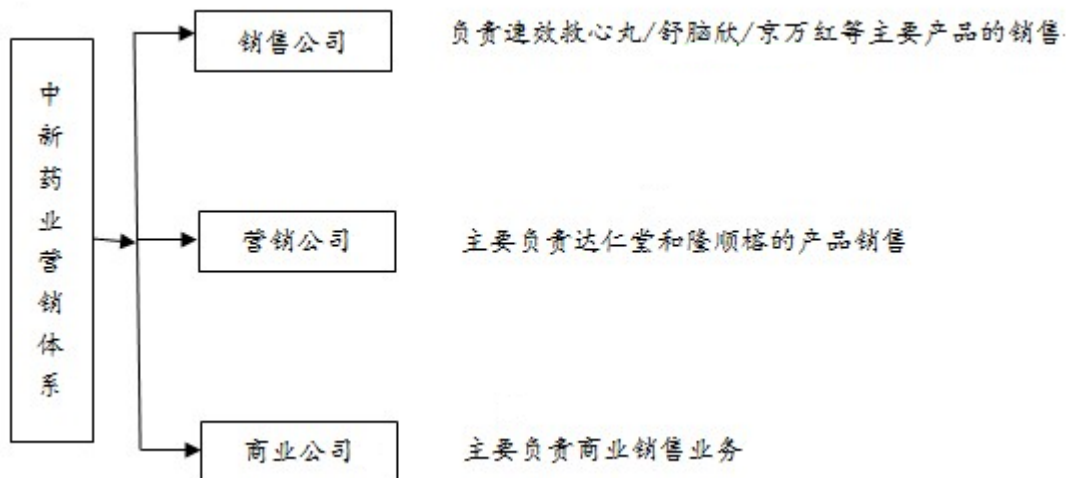 中新药业营销体系
销售公司
负责速效救心丸/舒脑欣/京万红等主要产品的销售
营销公司
主要负责达仁堂和隆顺榕的产品销售
商业公司
主要负责商业销售业务